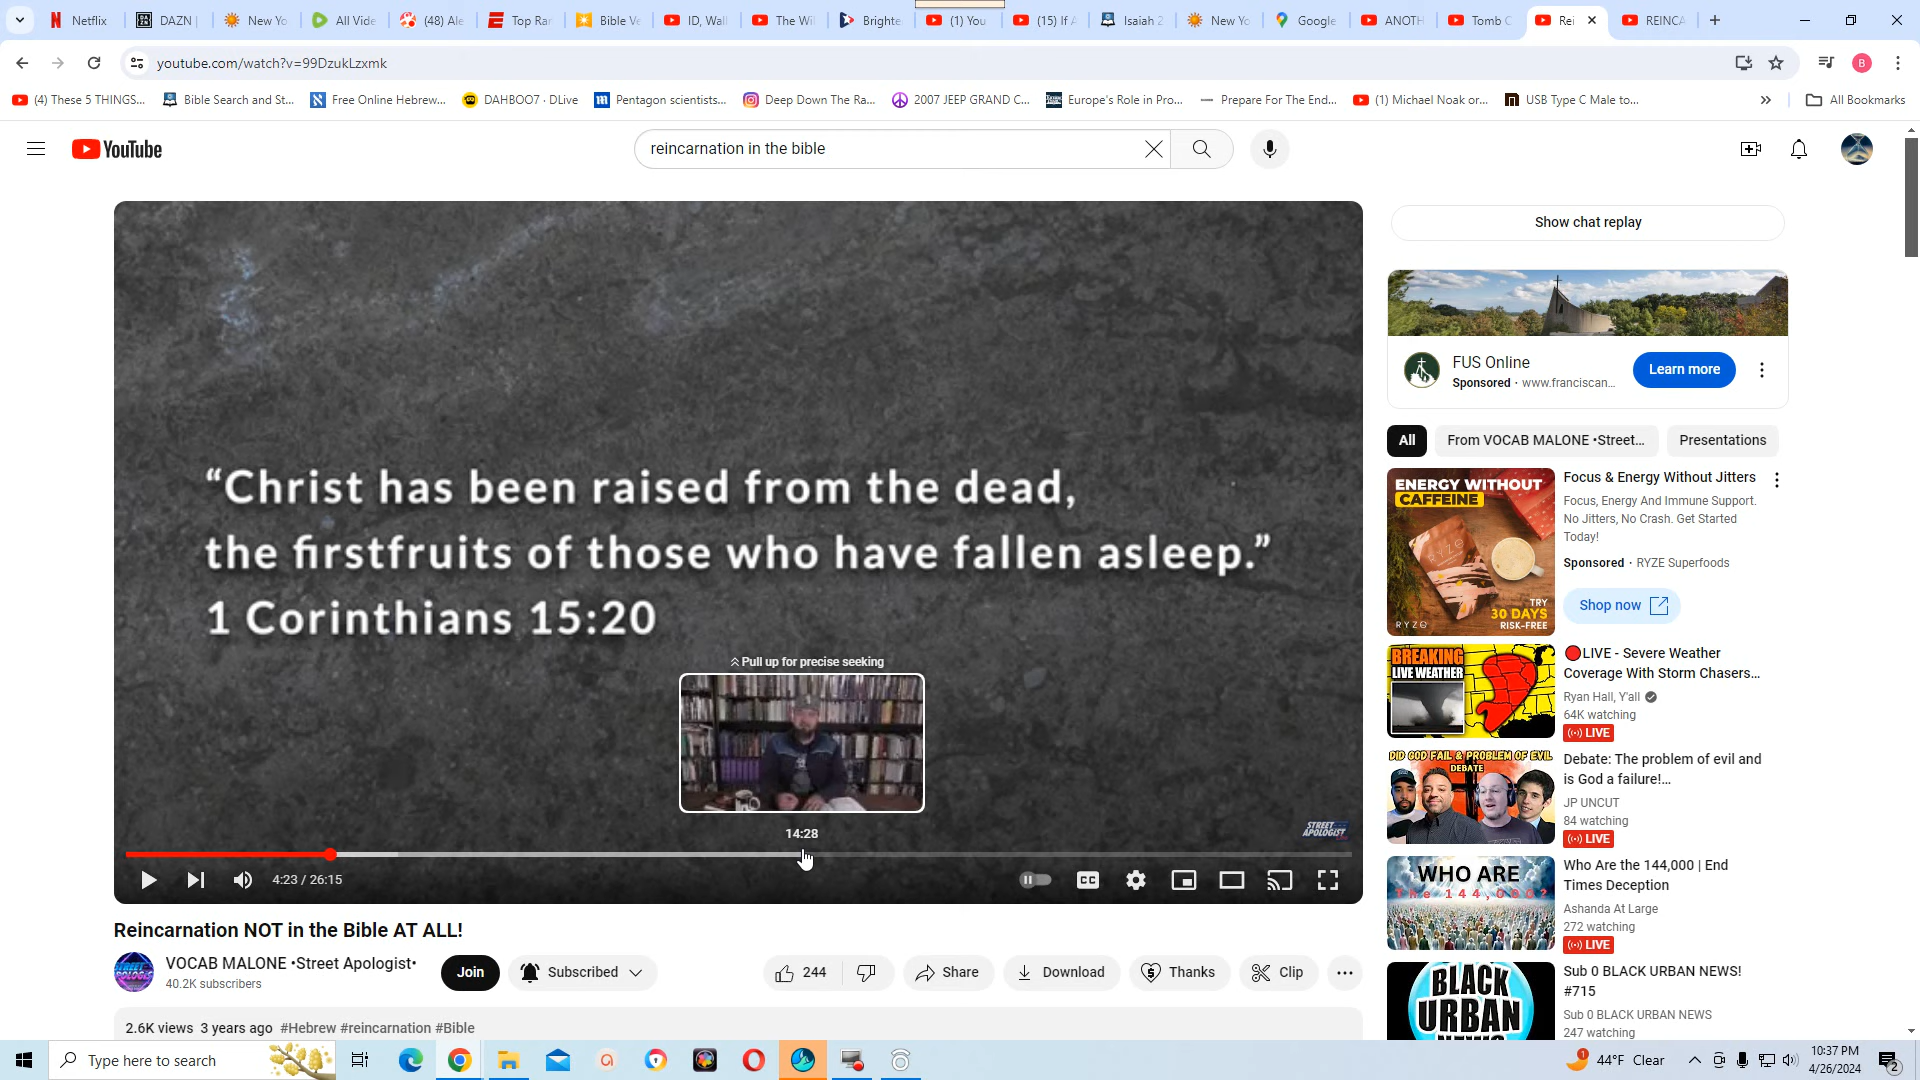 Netflix
DAZN |
New Yo
All Vide
(48) Ale
Top Ra
Bible Ve
ID, Wall
The Wi
Brighte
(1) You
(15) If A
Isaiah 2
New Yo
Google
ANOTH
Tomb C
Rei
REINCA
youtube.com/watch?v=99DzukLzxmk
B
(4) These 5 THINGS...
Bible Search and St...
Free Online Hebrew...
DAHBOO7 · DLive
Pentagon scientists...
Deep Down The Ra...
2007 JEEP GRAND C...
Europe's Role in Pro...
Prepare For The End...
(1) Michael Noak or...
USB Type C Male to...
All Bookmarks
YouTube
reincarnation in the bible
Show chat replay
“Christ has been raised from the dead,
the firstfruits of those who have fallen asleep.”
1 Corinthians 15:20
Pull up for precise seeking
14:28
STREET
APOLOGIST
4:23 / 26:15
CC
Reincarnation NOT in the Bible AT ALL!
VOCAB MALONE •Street Apologist•
40.2K subscribers
Join
Subscribed
244
Share
Download
Thanks
Clip
2.6K views 3 years ago #Hebrew #reincarnation #Bible
FUS Online
Sponsored · www.franciscan...
Learn more
All
From VOCAB MALONE •Street...
Presentations
ENERGY WITHOUT
CAFFEINE
RYZE
TRY
30 DAYS
RISK-FREE
Focus & Energy Without Jitters
Focus, Energy And Immune Support.
No Jitters, No Crash. Get Started
Today!
Sponsored · RYZE Superfoods
Shop now
BREAKING
LIVE WEATHER
LIVE - Severe Weather
Coverage With Storm Chasers...
Ryan Hall, Y'all
64K watching
LIVE
DID GOD FAIL & PROBLEM OF EVIL
DEBATE
Debate: The problem of evil and
is God a failure!...
JP UNCUT
84 watching
LIVE
WHO ARE
The 144,000?
Who Are the 144,000 | End
Times Deception
Ashanda At Large
272 watching
LIVE
BLACK
URBAN
NEWS
Sub 0 BLACK URBAN NEWS!
#715
Sub 0 BLACK URBAN NEWS
247 watching
Type here to search
1
44°F Clear
10:37 PM
4/26/2024
2